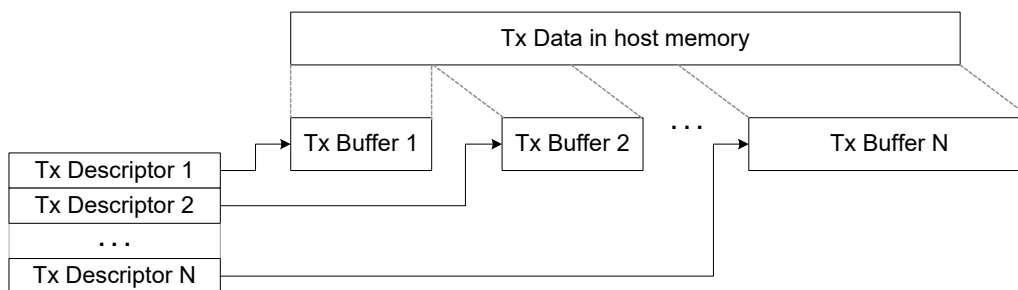 Tx Data in host memory
Tx Buffer 1
Tx Buffer 2
...
Tx Buffer N
Tx Descriptor 1
Tx Descriptor 2
...
Tx Descriptor N